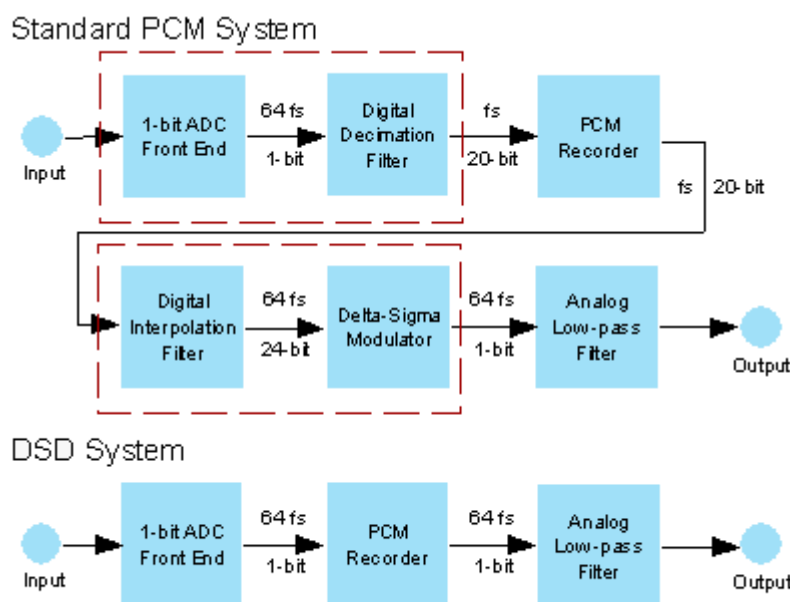 Standard PCM System
Input
1-bit ADC
Front End
64 fs
1-bit
Digital
Decimation
Filter
fs
20-bit
PCM
Recorder
fs
20-bit
Digital
Interpolation
Filter
64 fs
24-bit
Delta-Sigma
Modulator
64 fs
1-bit
Analog
Low-pass
Filter
Output
DSD System
Input
1-bit ADC
Front End
64 fs
1-bit
PCM
Recorder
64 fs
1-bit
Analog
Low-pass
Filter
Output